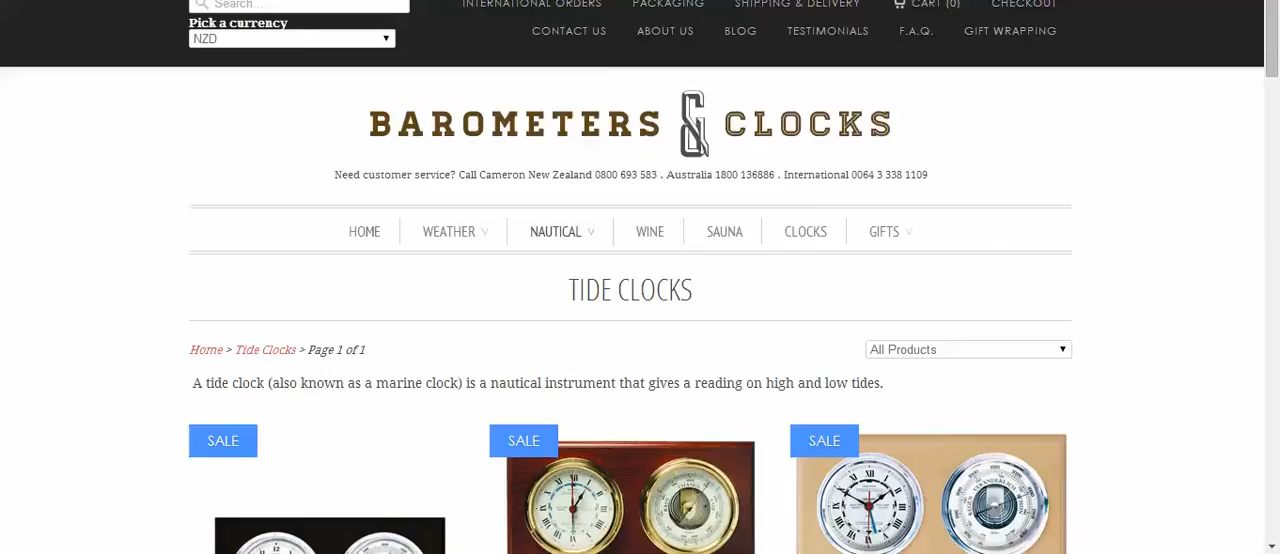 Search...
INTERNATIONAL ORDERS PACKAGING SHIPPING & DELIVERY CART (0) CHECKOUT
Pick a currency
NZD
CONTACT US ABOUT US BLOG TESTIMONIALS F.A.Q. GIFT WRAPPING
BAROMETERS & CLOCKS
Need customer service? Call Cameron New Zealand 0800 693 583 . Australia 1800 136886 . International 0064 3 338 1109
HOME WEATHER NAUTICAL WINE SAUNA CLOCKS GIFTS
TIDE CLOCKS
Home > Tide Clocks > Page 1 of 1
All Products
A tide clock (also known as a marine clock) is a nautical instrument that gives a reading on high and low tides.
SALE SALE SALE